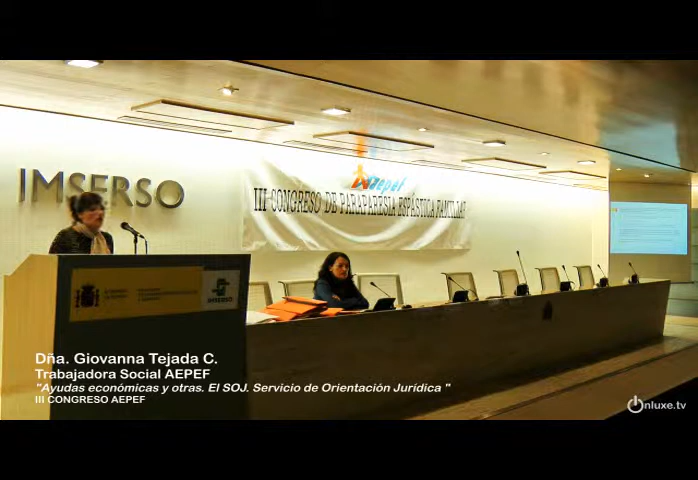 IMSERSO
aepef
III CONGRESO DE PARAPARESIA ESPÁSTICA FAMILIAR
IMSERSO
Dña. Giovanna Tejada C.
Trabajadora Social AEPEF
"Ayudas económicas y otras. El SOJ. Servicio de Orientación Jurídica "
III CONGRESO AEPEF
onluxe.tv